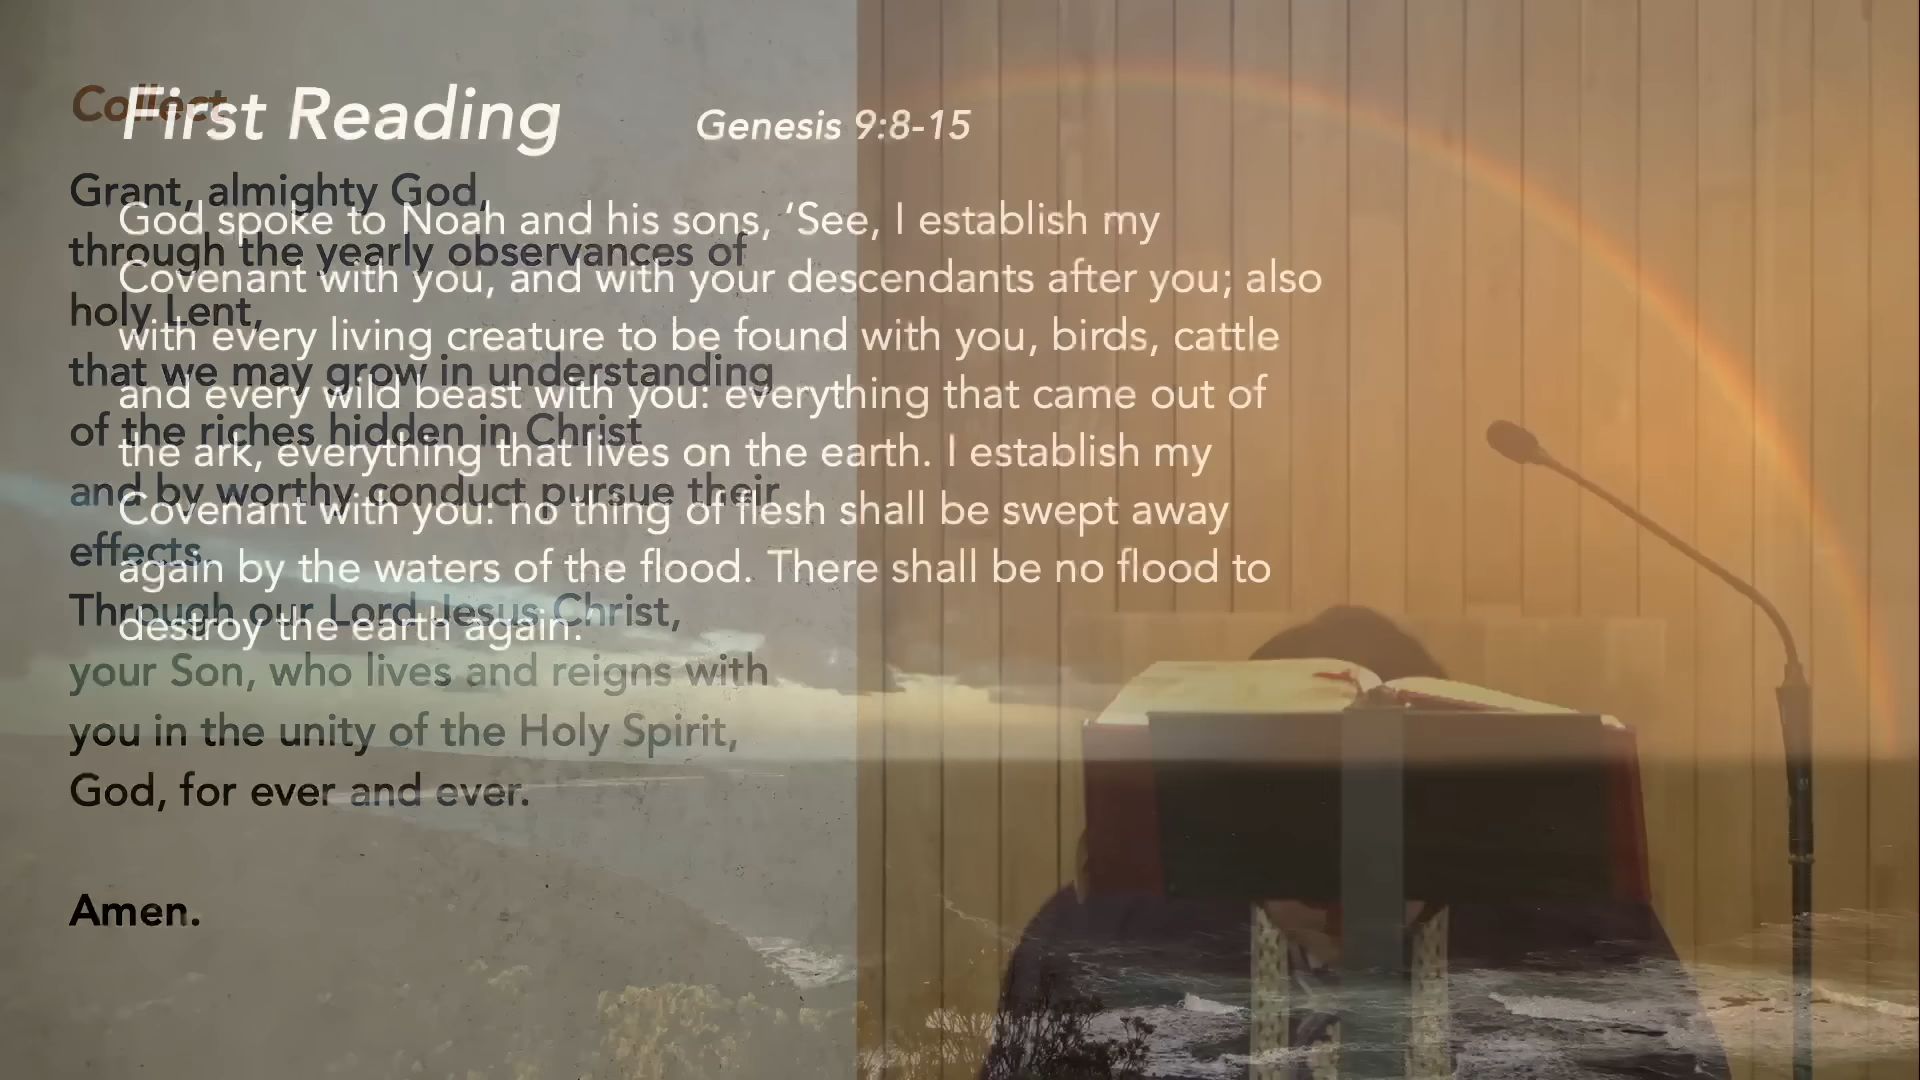 Collect
Grant, almighty God,
through the yearly observances of
holy Lent,
that we may grow in understanding
of the riches hidden in Christ
and by worthy conduct pursue their
effects.
Through our Lord Jesus Christ,
your Son, who lives and reigns with
you in the unity of the Holy Spirit,
God, for ever and ever.
Amen.
First Reading Genesis 9:8-15
God spoke to Noah and his sons, ‘See, I establish my
Covenant with you, and with your descendants after you; also
with every living creature to be found with you, birds, cattle
and every wild beast with you: everything that came out of
the ark, everything that lives on the earth. I establish my
Covenant with you: no thing of flesh shall be swept away
again by the waters of the flood. There shall be no flood to
destroy the earth again.’